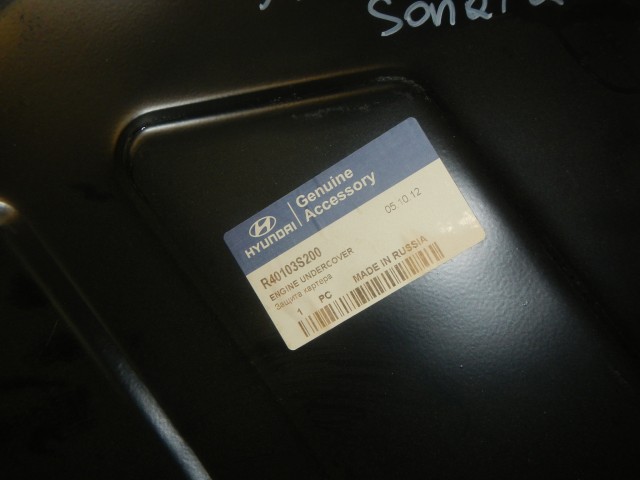 Sonata
HYUNDAI
Genuine
Accessory
05.10.12
R40103S200
ENGINE UNDERCOVER
Защита картера
1 PC MADE IN RUSSIA